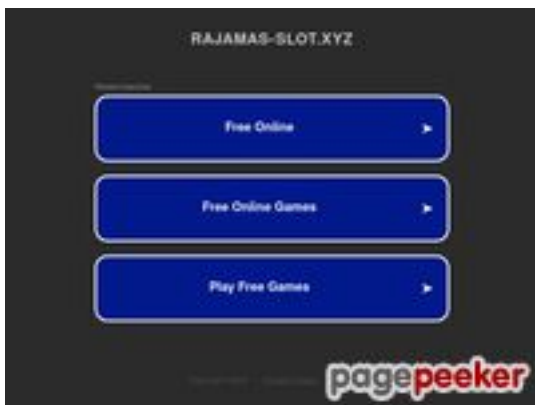 RAJAMAS-SLOT.XYZ
Free Online
Free Online Games
Play Free Games
pagepeeker